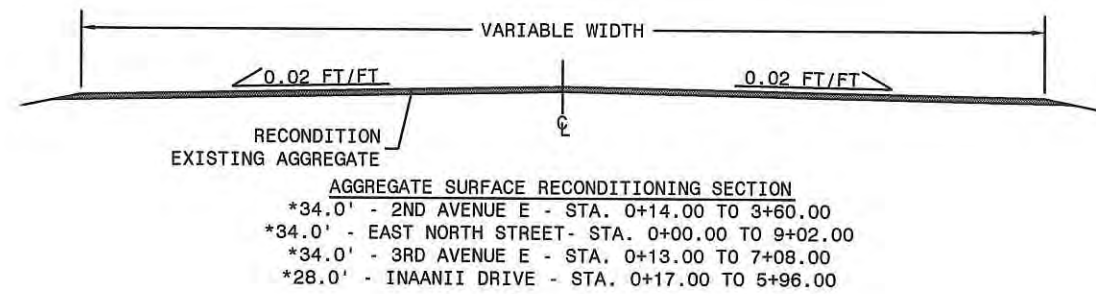 VARIABLE WIDTH
0.02 FT/FT
0.02 FT/FT
℄
RECONDITION
EXISTING AGGREGATE
AGGREGATE SURFACE RECONDITIONING SECTION
*34.0' - 2ND AVENUE E - STA. 0+14.00 TO 3+60.00
*34.0' - EAST NORTH STREET- STA. 0+00.00 TO 9+02.00
*34.0' - 3RD AVENUE E - STA. 0+13.00 TO 7+08.00
*28.0' - INAANII DRIVE - STA. 0+17.00 TO 5+96.00